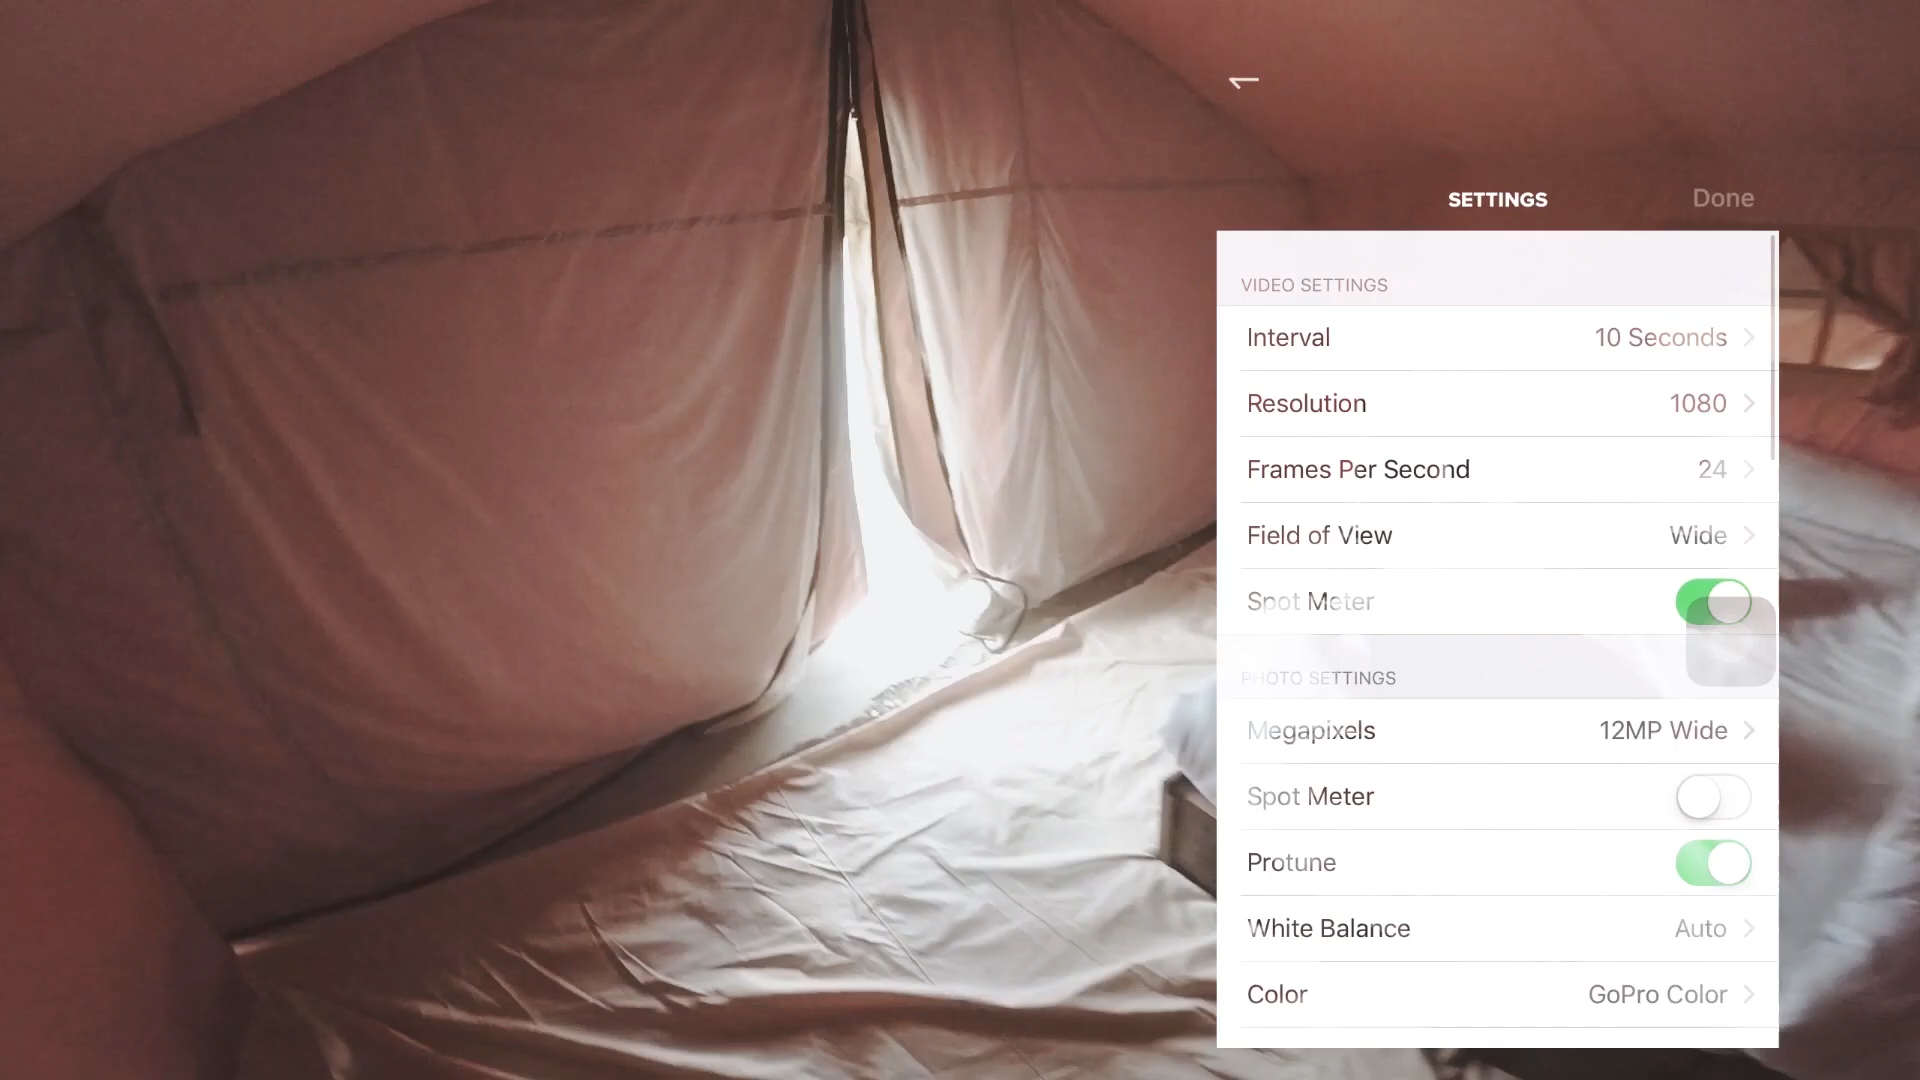 SETTINGS Done
VIDEO SETTINGS
Interval 10 Seconds
Resolution 1080
Frames Per Second 24
Field of View Wide
Spot Meter
PHOTO SETTINGS
Megapixels 12MP Wide
Spot Meter
Protune
White Balance Auto
Color GoPro Color